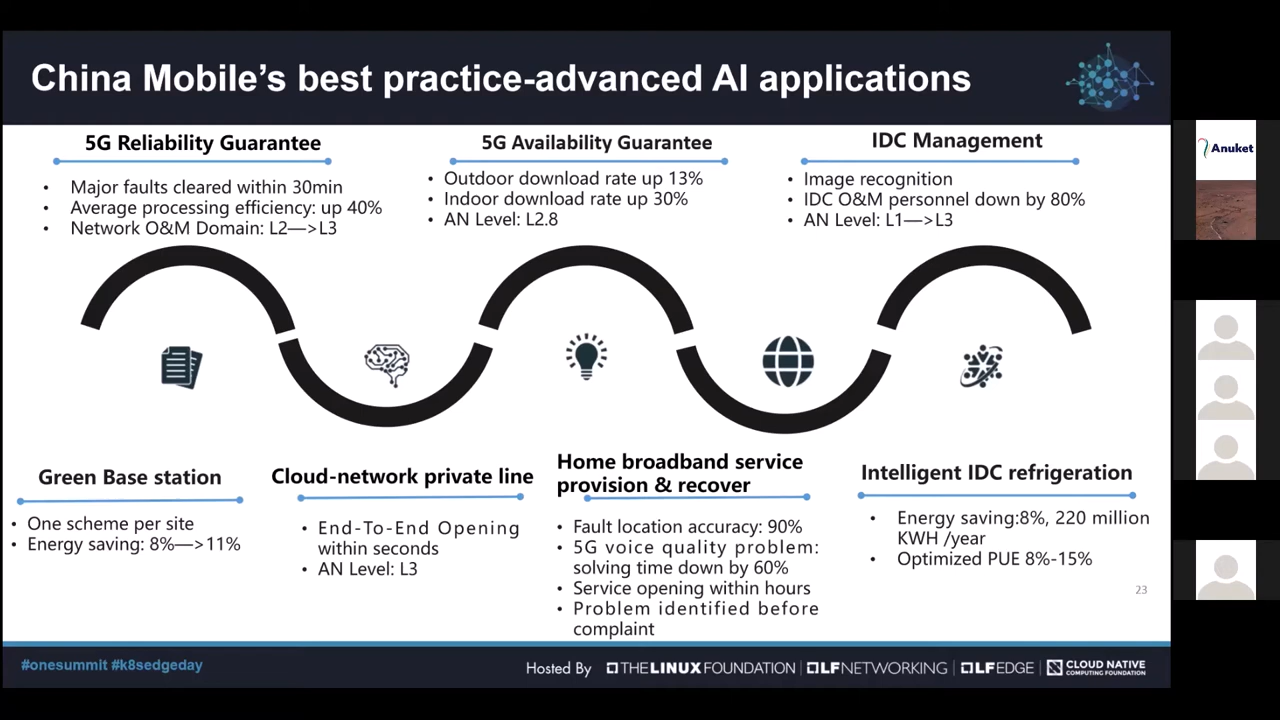 China Mobile's best practice-advanced AI applications
5G Reliability Guarantee
• Major faults cleared within 30min
• Average processing efficiency: up 40%
• Network O&M Domain: L2—>L3
5G Availability Guarantee
• Outdoor download rate up 13%
• Indoor download rate up 30%
• AN Level: L2.8
IDC Management
• Image recognition
• IDC O&M personnel down by 80%
• AN Level: L1—>L3
Green Base station
• One scheme per site
• Energy saving: 8%—>11%
Cloud-network private line
• End-To-End Opening
within seconds
• AN Level: L3
Home broadband service
provision & recover
• Fault location accuracy: 90%
• 5G voice quality problem:
solving time down by 60%
• Service opening within hours
• Problem identified before
complaint
Intelligent IDC refrigeration
• Energy saving:8%, 220 million
KWH /year
• Optimized PUE 8%-15%
23
#onesummit #k8sedgeday
Hosted By
THE LINUX FOUNDATION
LF NETWORKING
LF EDGE
CLOUD NATIVE
COMPUTING FOUNDATION
Anuket